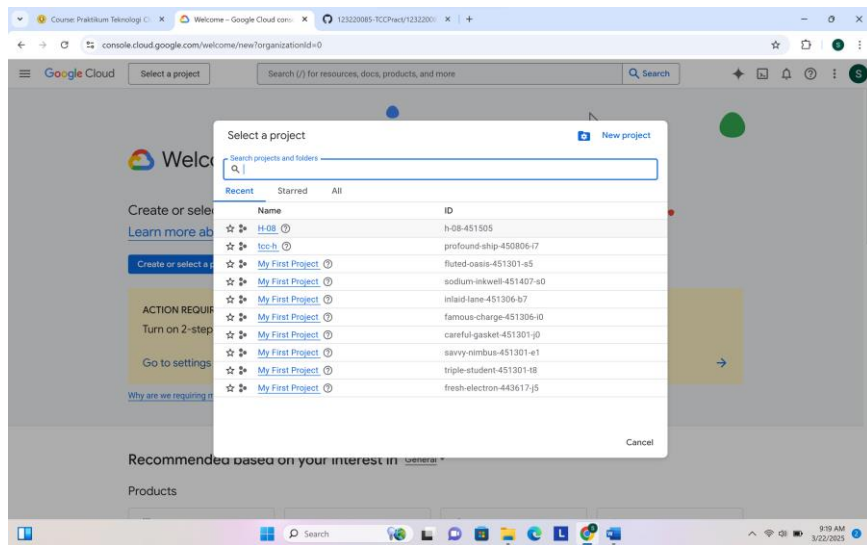 Course: Praktikum Teknologi Cl
Welcome – Google Cloud cons
123220085-TCCPract/1232200
console.cloud.google.com/welcome/new?organizationId=0
S
Google Cloud
Select a project
Search (/) for resources, docs, products, and more
Search
S
Select a project
New project
Welco
Search projects and folders
Recent
Starred
All
Create or sele
Name
ID
Learn more ab
H-08
h-08-451505
tcc-h
profound-ship-450806-i7
Create or select a p
My First Project
fluted-oasis-451301-s5
My First Project
sodium-inkwell-451407-s0
My First Project
inlaid-lane-451306-b7
ACTION REQUIR
My First Project
famous-charge-451306-i0
Turn on 2-step
My First Project
careful-gasket-451301-j0
My First Project
savvy-nimbus-451301-e1
Go to settings
My First Project
triple-student-451301-t8
My First Project
fresh-electron-443617-j5
Why are we requiring m
Cancel
Recommended based on your interest in General
Products
Search
9:19 AM
3/22/2025